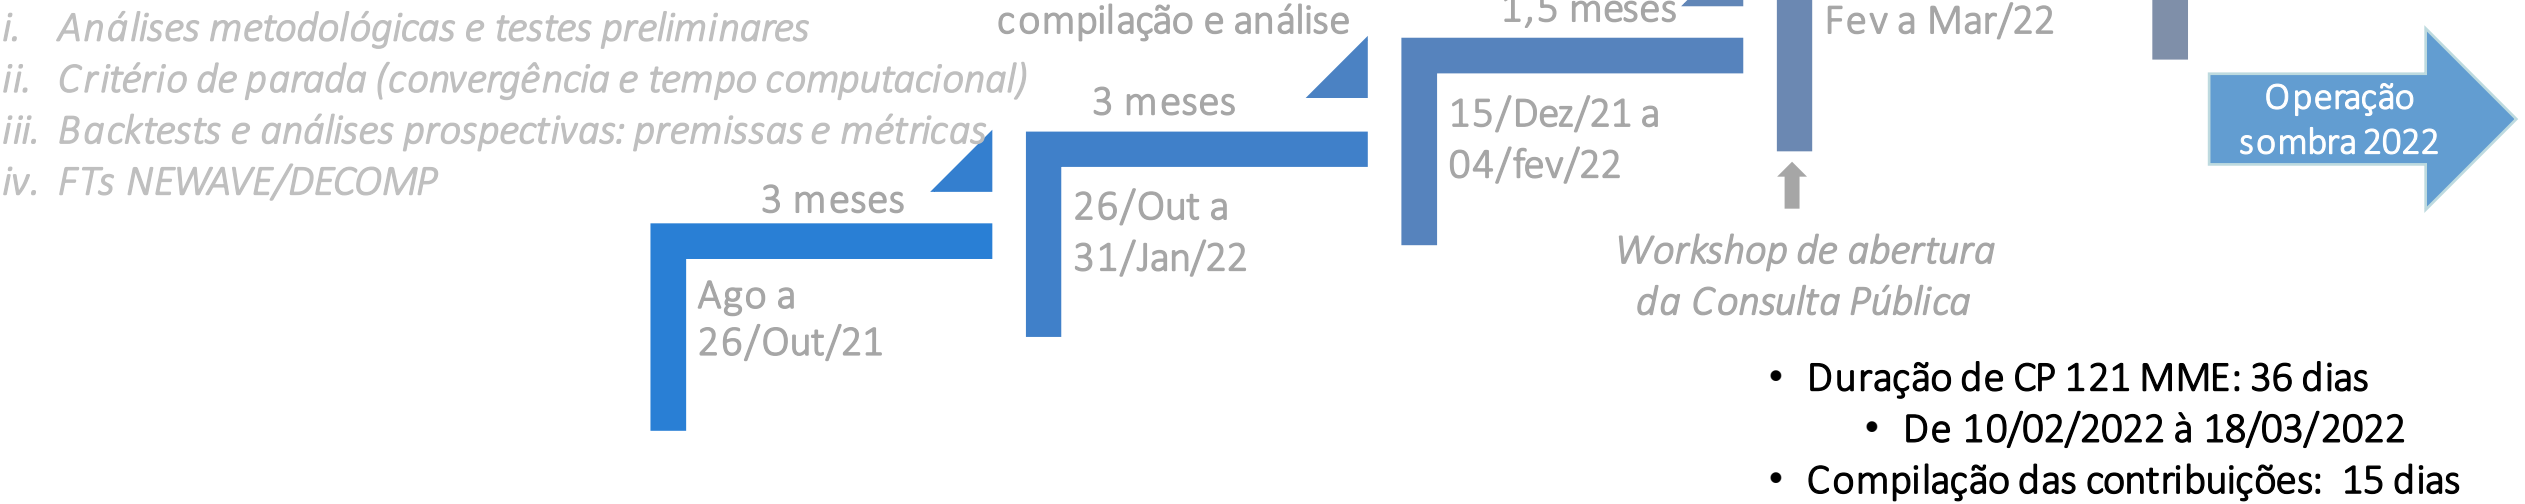 i. Análises metodológicas e testes preliminares
ii. Critério de parada (convergência e tempo computacional)
iii. Backtests e análises prospectivas: premissas e métricas
iv. FTs NEWAVE/DECOMP
3 meses
Ago a
26/Out/21
compilação e análise
3 meses
26/Out a
31/Jan/22
1,5 meses
15/Dez/21 a
04/fev/22
Fev a Mar/22
Workshop de abertura
da Consulta Pública
Operação
sombra 2022
• Duração de CP 121 MME: 36 dias
• De 10/02/2022 à 18/03/2022
• Compilação das contribuições: 15 dias